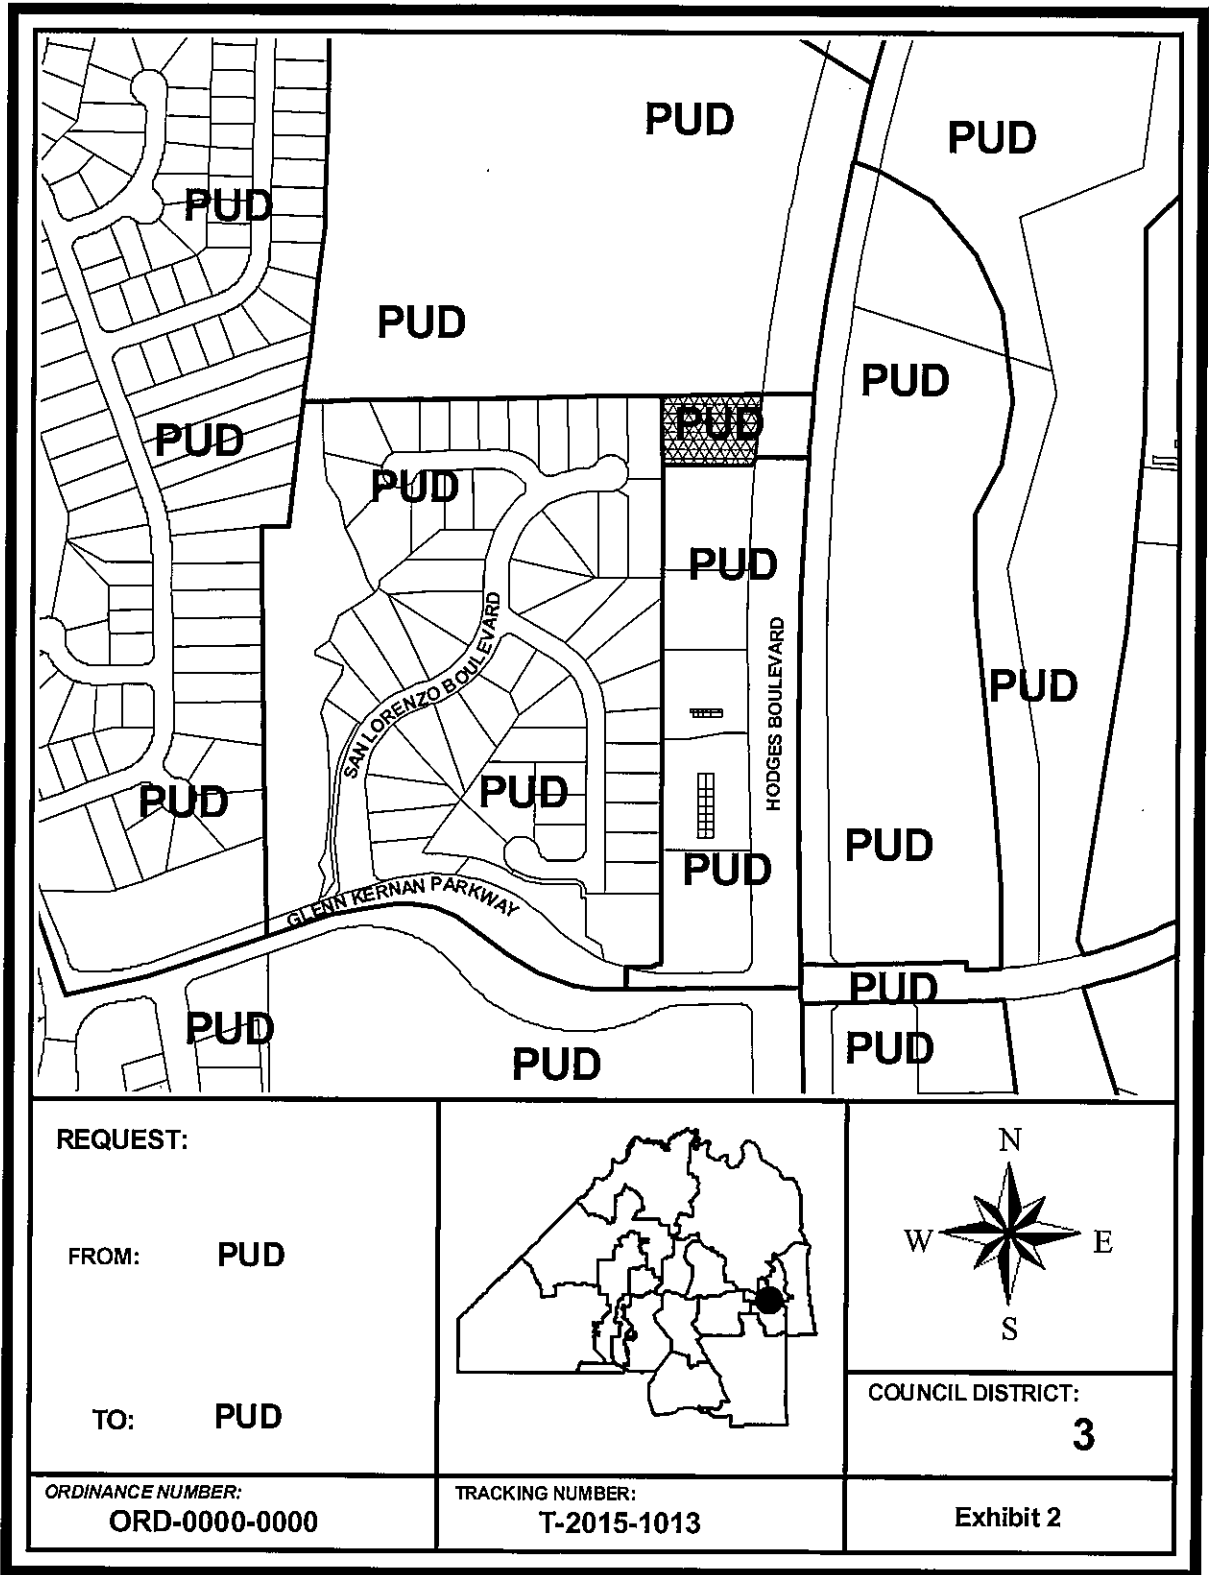 PUD
PUD
PUD
PUD
PUD
PUD
PUD
PUD
PUD
SAN LORENZO BOULEVARD
HODGES BOULEVARD
PUD
PUD
PUD
PUD
PUD
GLENN KERNAN PARKWAY
PUD
PUD
PUD
PUD
REQUEST:
FROM: PUD
TO: PUD
N
W E
S
COUNCIL DISTRICT:
3
ORDINANCE NUMBER:
ORD-0000-0000
TRACKING NUMBER:
T-2015-1013
Exhibit 2